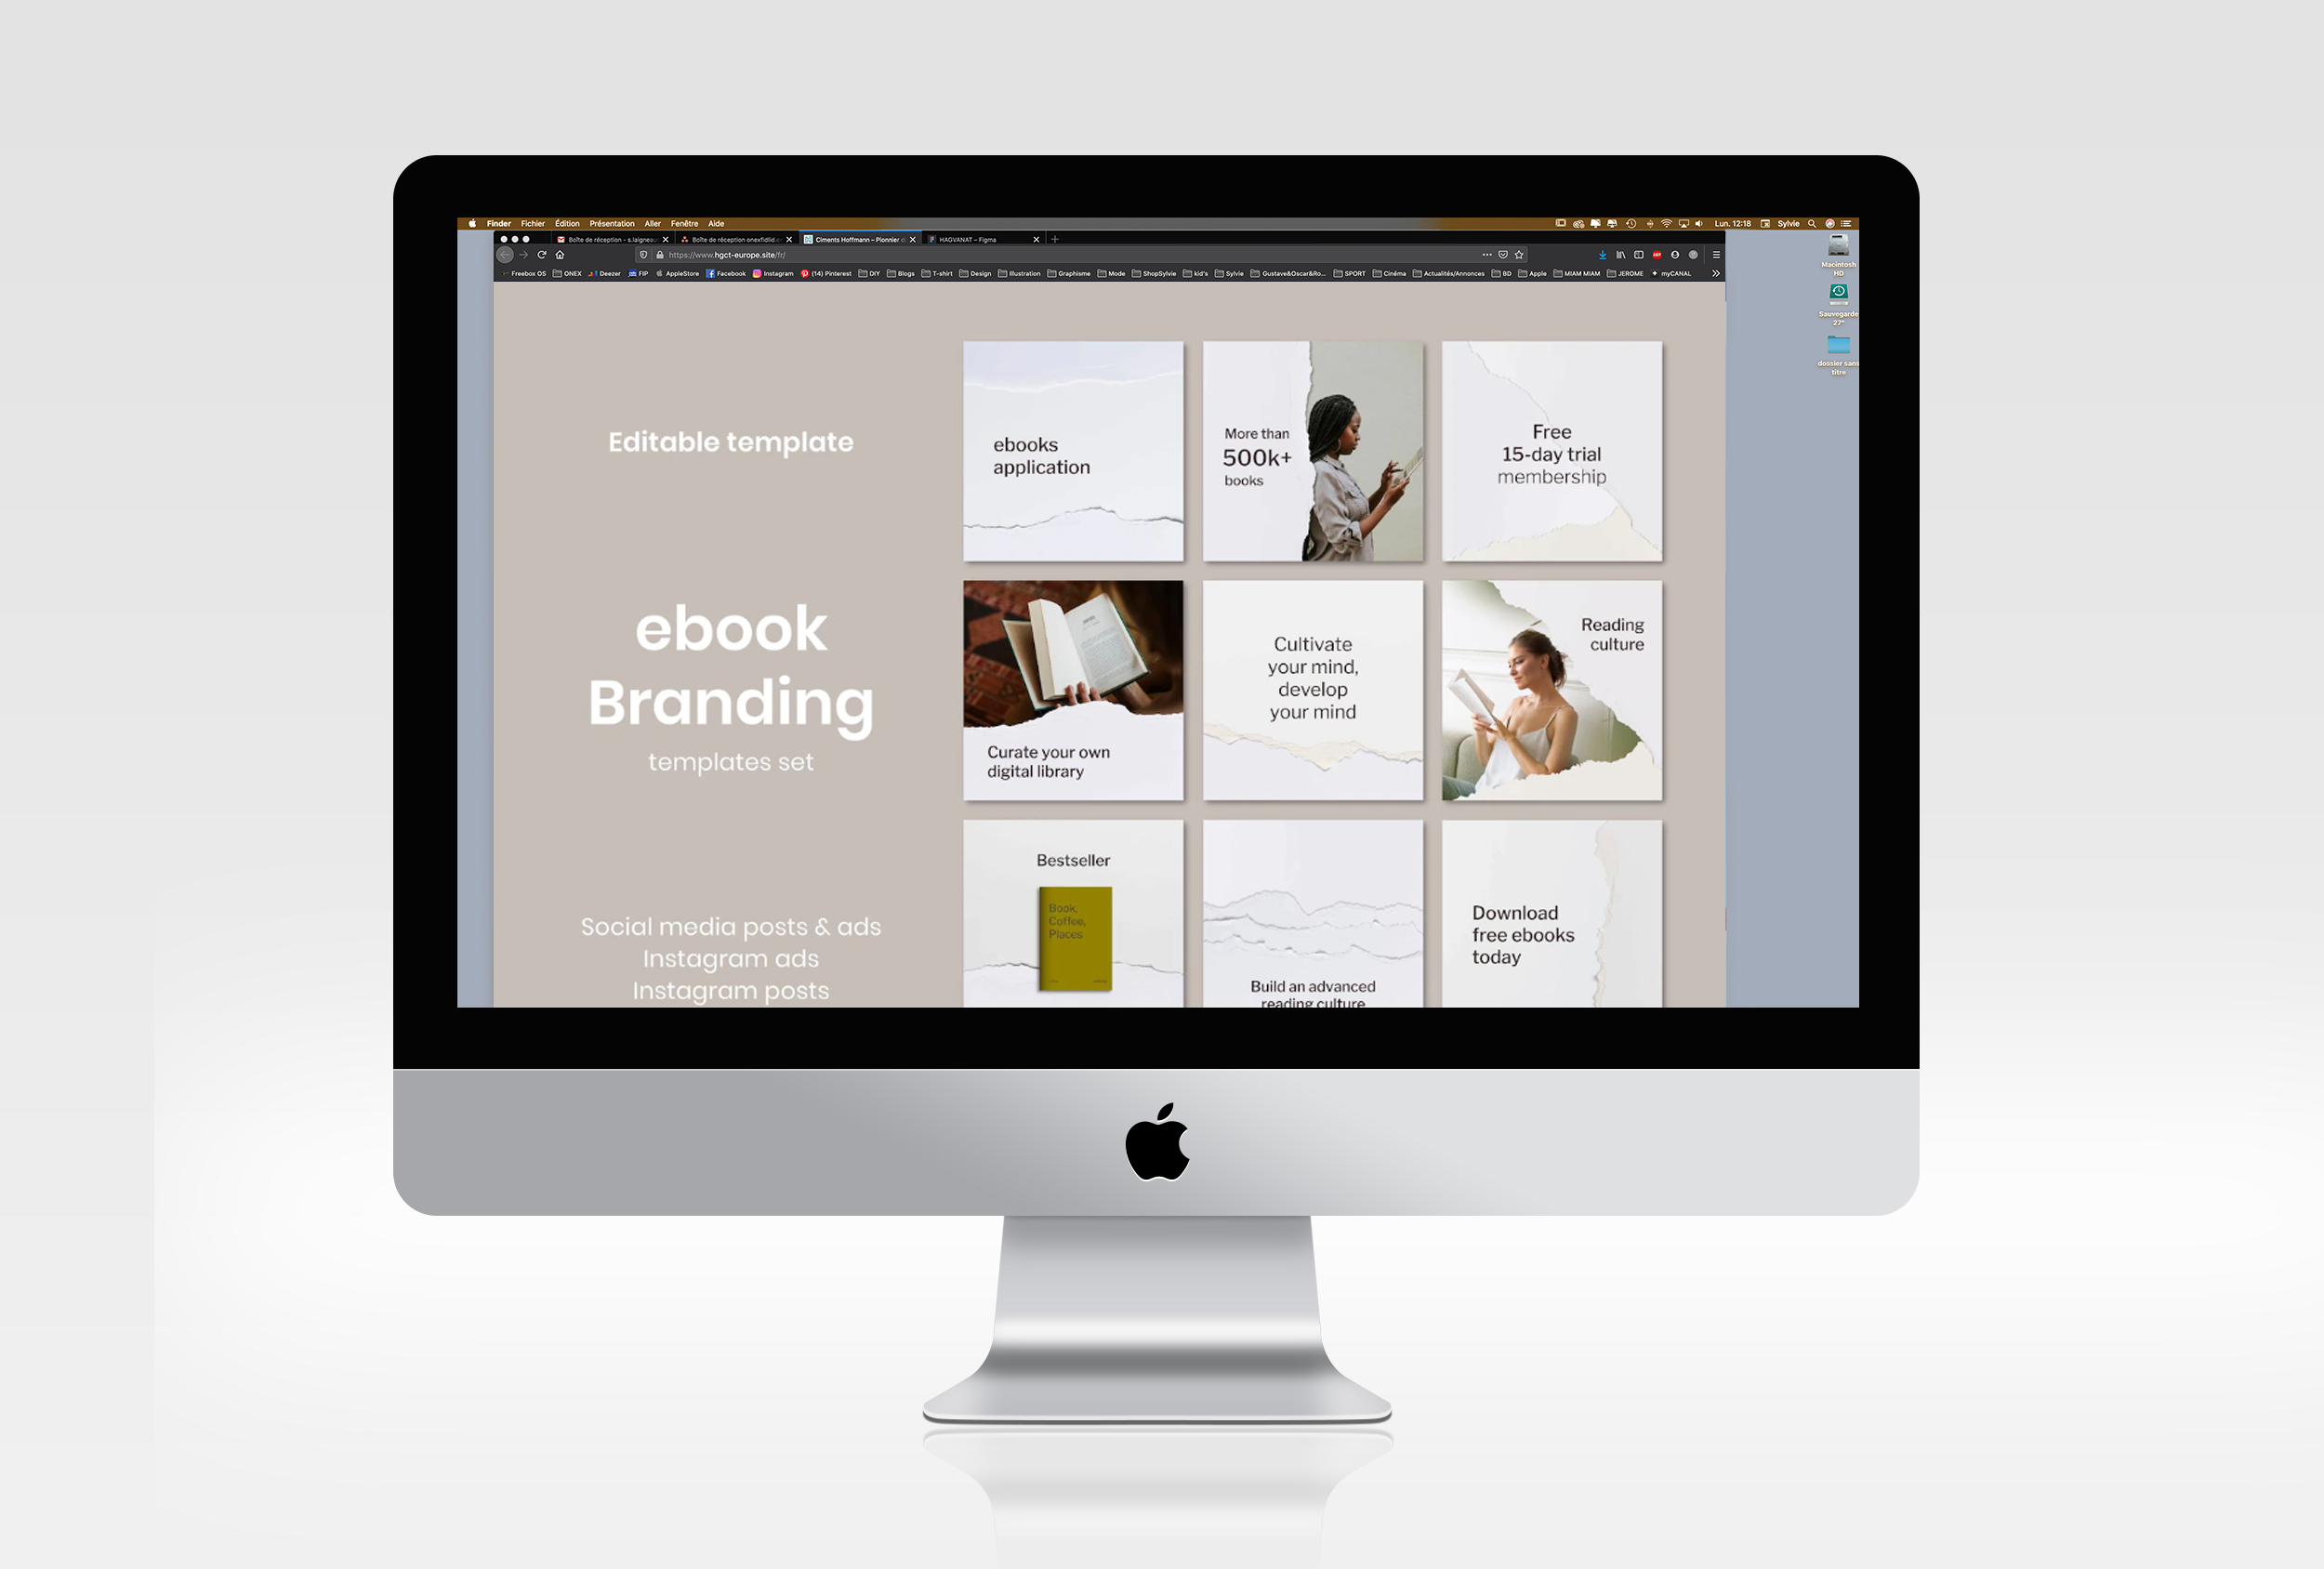 Finder Fichier Édition Présentation Aller Fenêtre Aide
Lun. 12:18 Sylvie
Boîte de réception – s.laigneau
Boîte de réception onexfidlid.c
Ciments Hoffmann – Pionnier d
HAGVANAT – Figma
https://www.hgct-europe.site/fr/
Freebox OS ONEX Deezer FIP AppleStore Facebook Instagram (14) Pinterest DIY Blogs T-shirt Design Illustration Graphisme Mode ShopSylvie kid's Sylvie Gustave&Oscar&Ro... SPORT Cinéma Actualités/Annonces BD Apple MIAM MIAM JEROME myCANAL
Macintosh
HD
Sauvegarde
27"
dossier sans
titre
Editable template
ebook
Branding
templates set
Social media posts & ads
Instagram ads
Instagram posts
ebooks
application
More than
500k+
books
Free
15-day trial
membership
Curate your own
digital library
Cultivate
your mind,
develop
your mind
Reading
culture
Bestseller
Book,
Coffee,
Places
Build an advanced
reading culture
Download
free ebooks
today